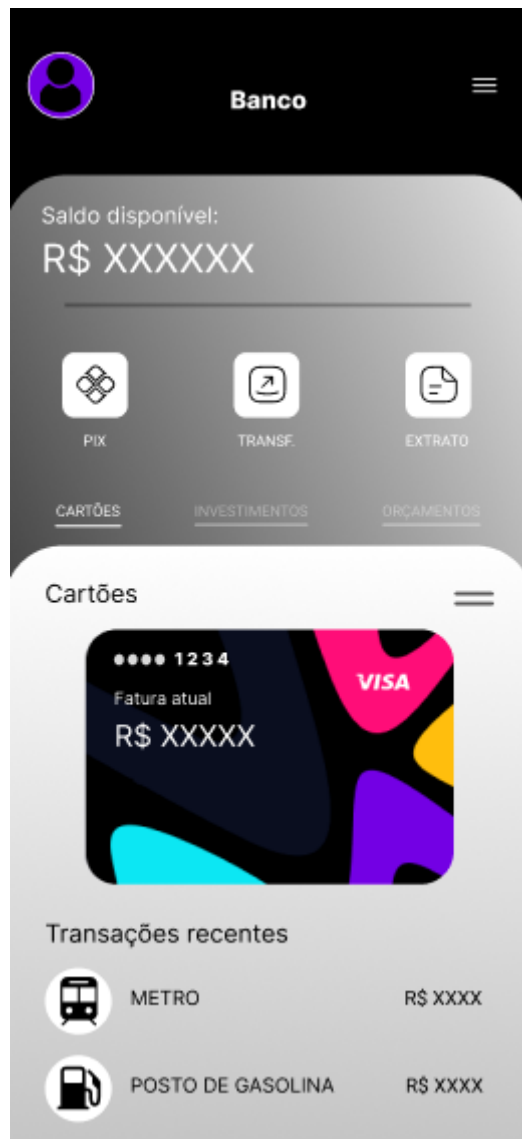 Banco
Saldo disponível:
R$ XXXXXX
PIX
TRANSF.
EXTRATO
CARTÕES
INVESTIMENTOS
ORÇAMENTOS
Cartões
●●●● 1234
VISA
Fatura atual
R$ XXXXX
Transações recentes
METRO
R$ XXXX
POSTO DE GASOLINA
R$ XXXX